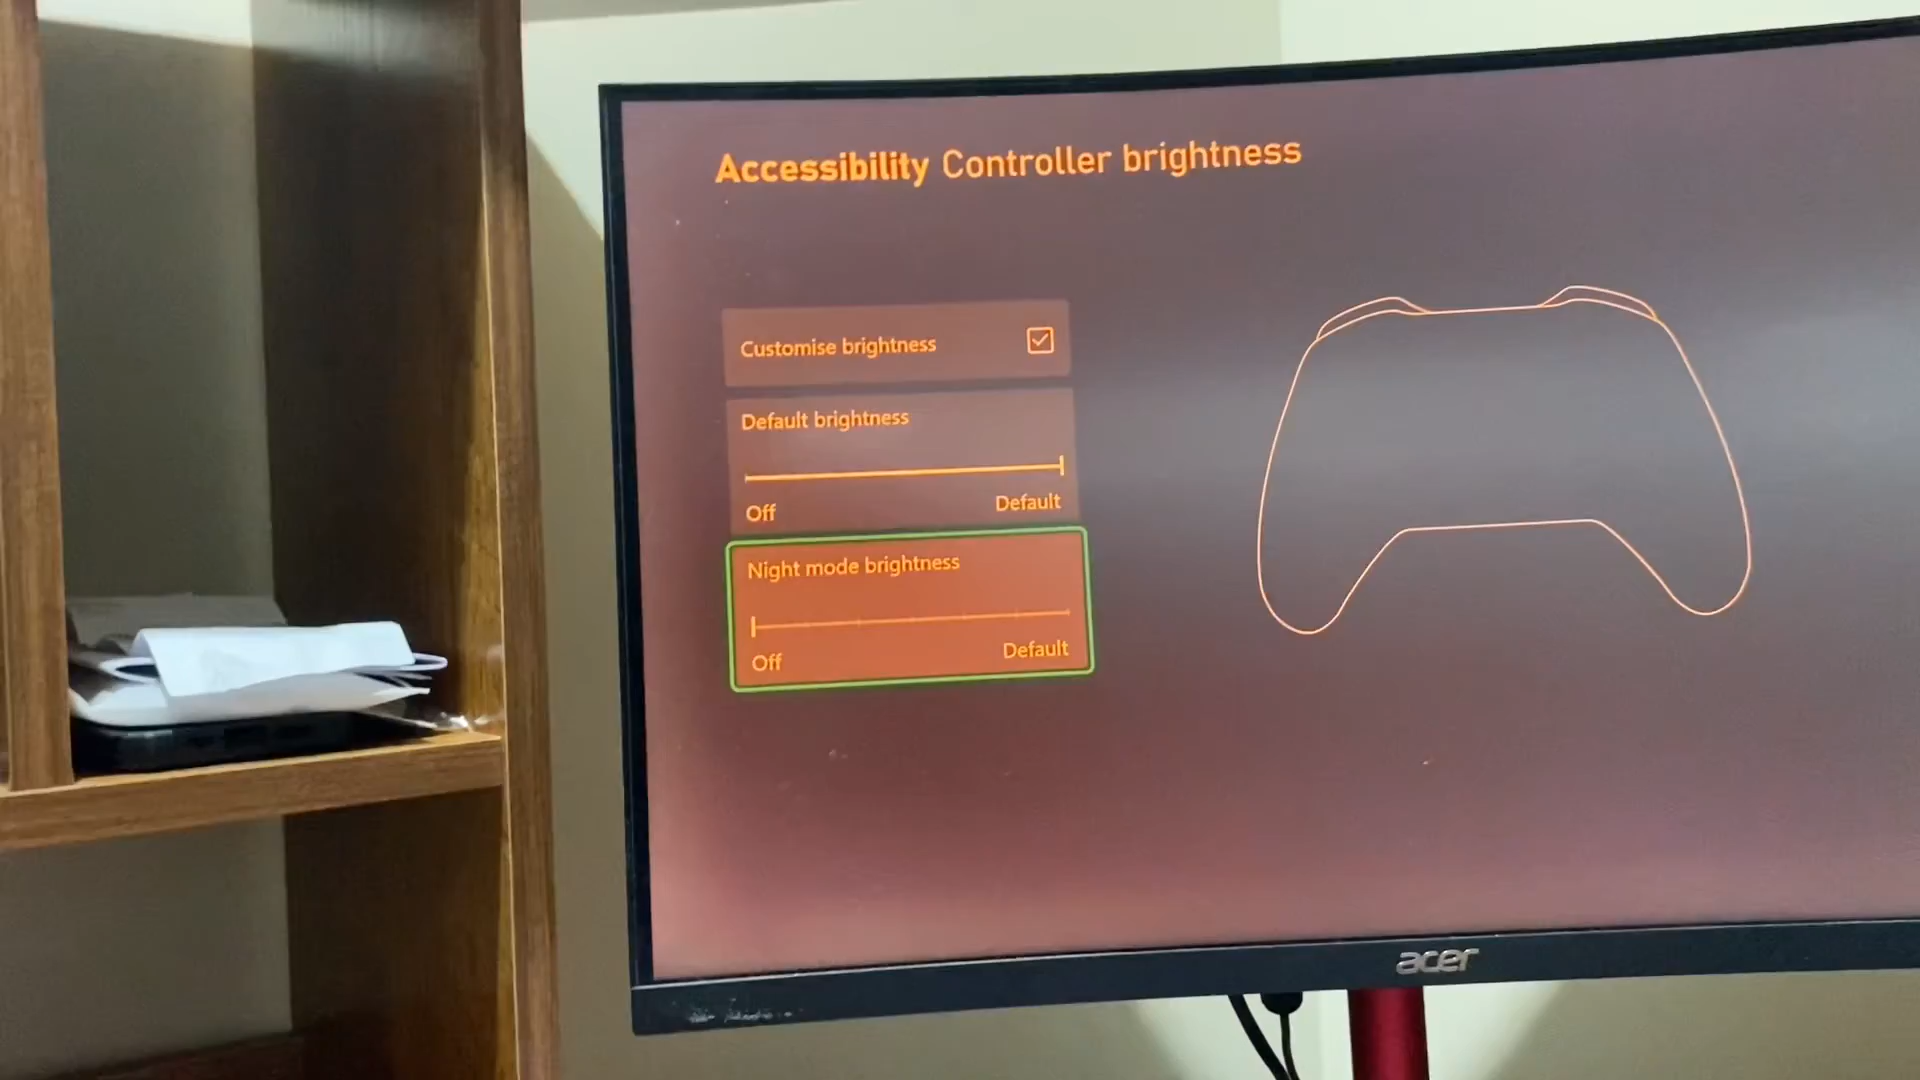 Accessibility Controller brightness
Customise brightness
Default brightness
Off Default
Night mode brightness
Off Default
acer